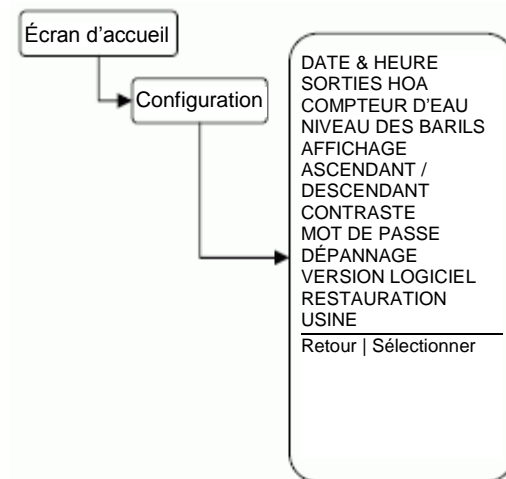 Écran d'accueil
Configuration
DATE & HEURE
SORTIES HOA
COMPTEUR D'EAU
NIVEAU DES BARILS
AFFICHAGE
ASCENDANT /
DESCENDANT
CONTRASTE
MOT DE PASSE
DÉPANNAGE
VERSION LOGICIEL
RESTAURATION
USINE
Retour | Sélectionner